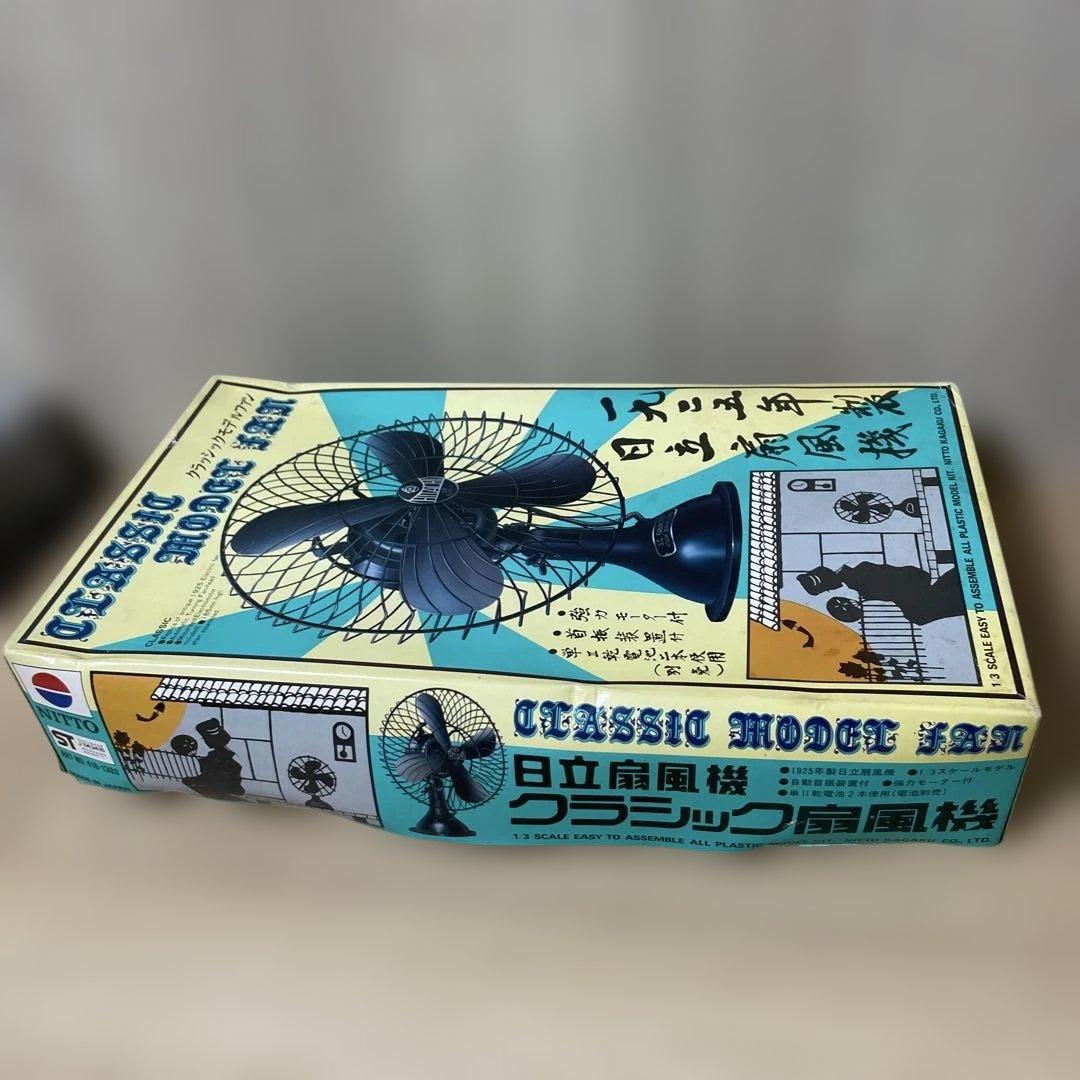 クラッシックモデルファン
CLASSIC
MODEL FAN
一九二五年製
日立扇風機
CLASSIC
・強力モーター付
・首振装置付
・単二乾電池二本使用
(別売)
1/3 SCALE EASY TO ASSEMBLE ALL PLASTIC MODEL KIT. NITTO KAGAKU CO., LTD.
NITTO
ST
CLASSIC MODEL FAN
日立扇風機
クラシック扇風機
●1925年製日立扇風機 ●1/3スケールモデル
●自動首振装置付 ●強力モーター付
●単II乾電池2本使用(電池別売)
1/3 SCALE EASY TO ASSEMBLE ALL PLASTIC MODEL KIT. NITTO KAGAKU CO., LTD.